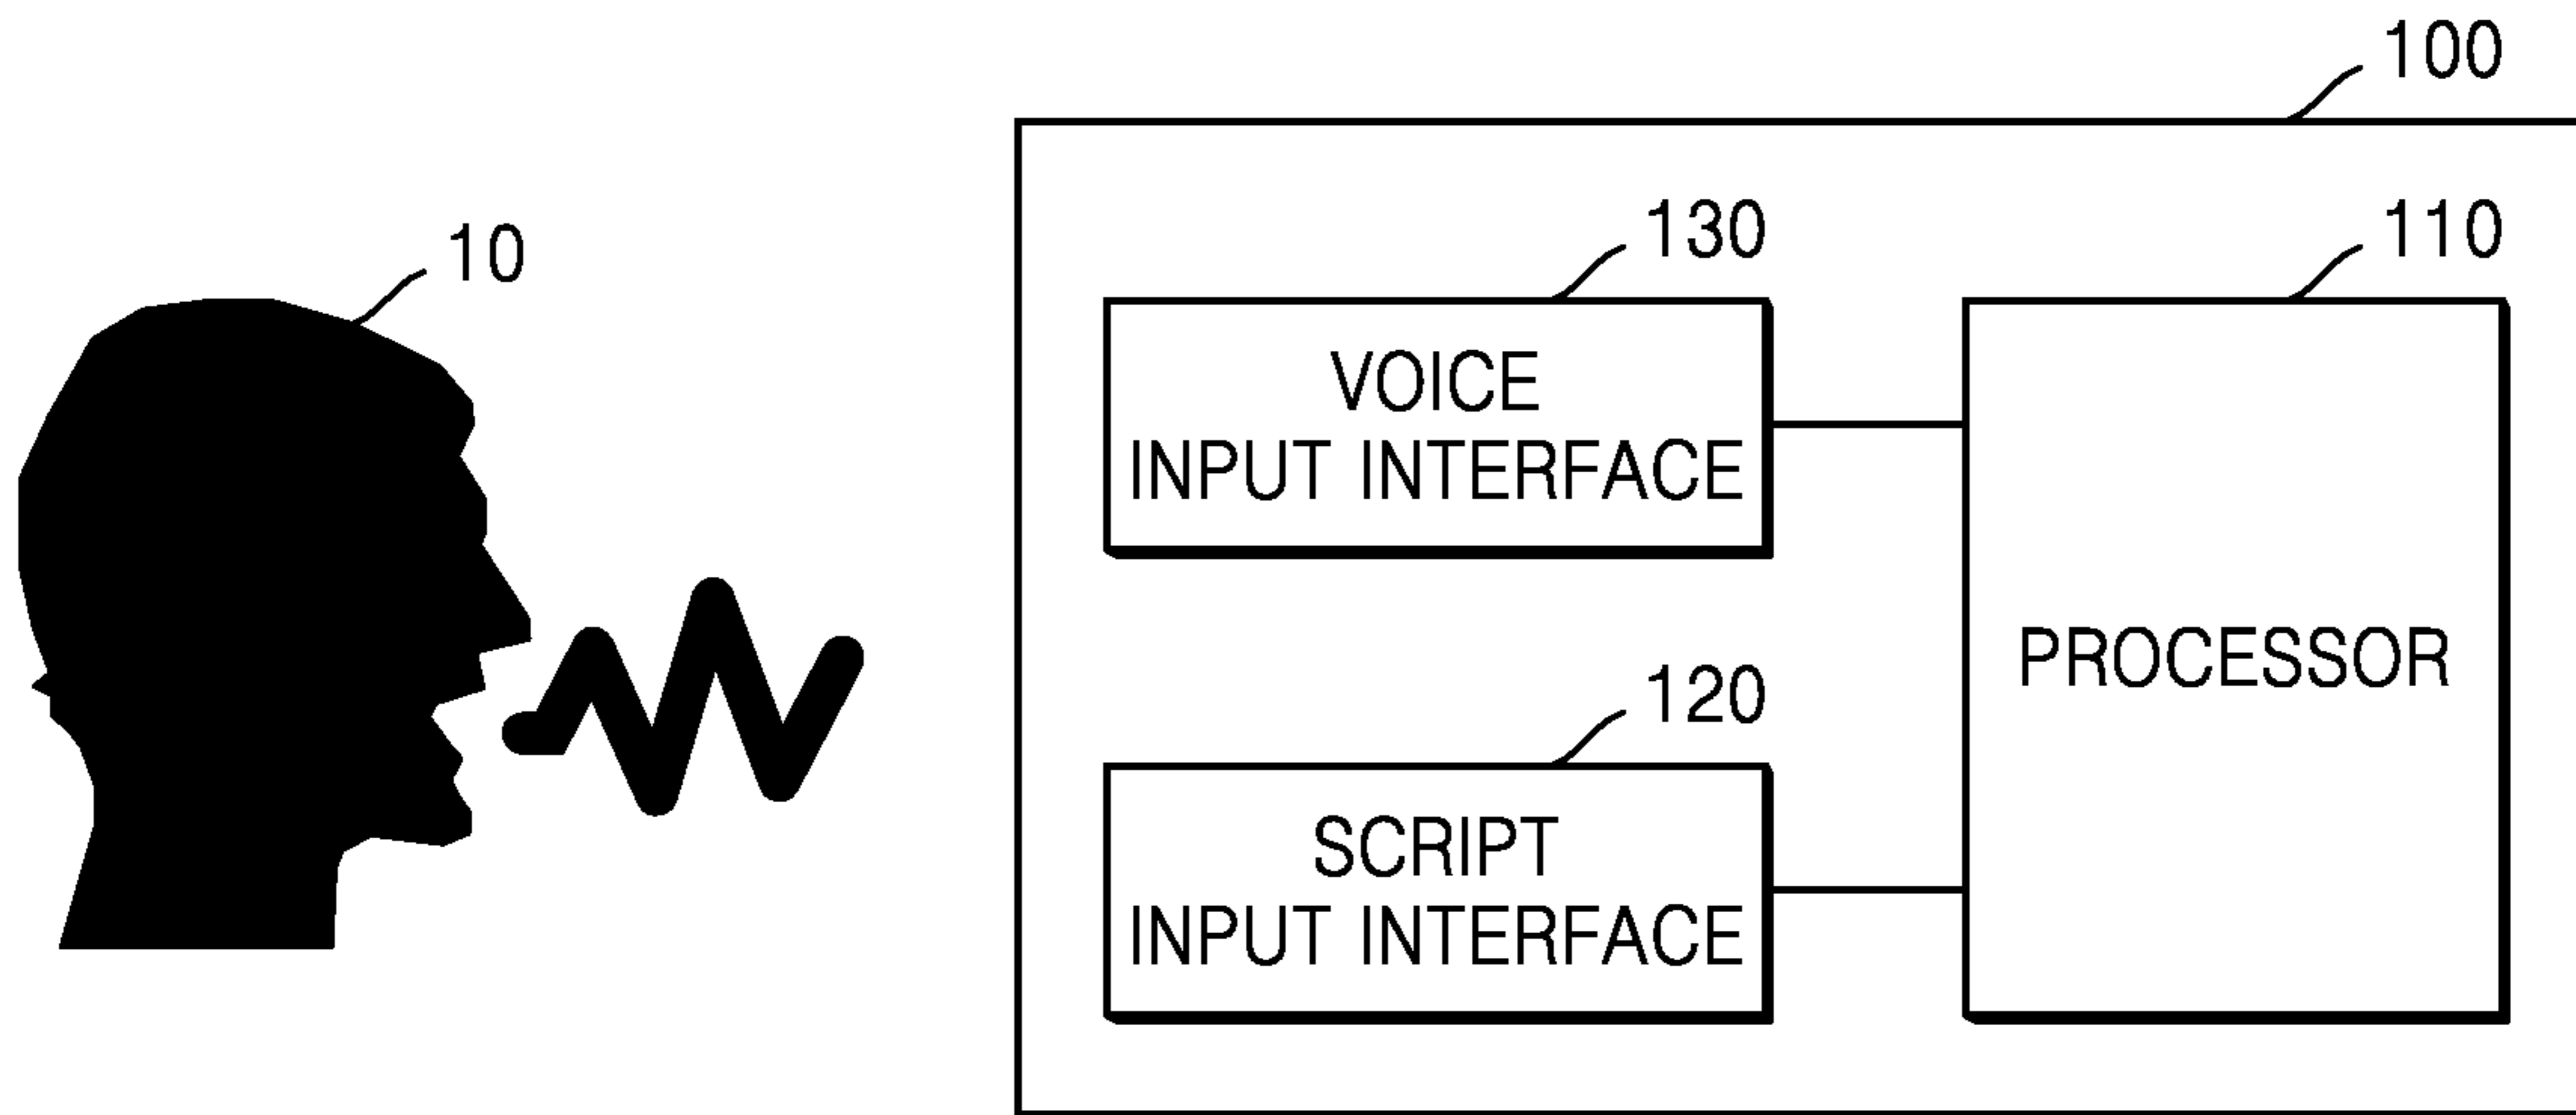 100
10
130
110
VOICE
INPUT INTERFACE
PROCESSOR
120
SCRIPT
INPUT INTERFACE